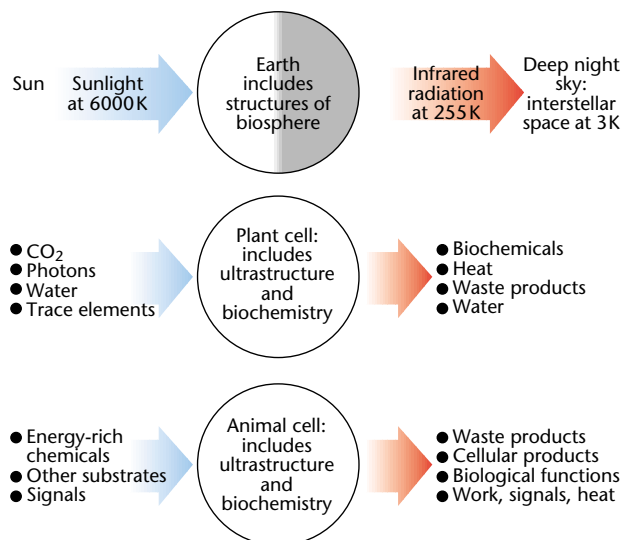 Sun
Sunlight
at 6000 K
Earth
includes
structures of
biosphere
Infrared
radiation
at 255 K
Deep night
sky:
interstellar
space at 3K
● CO₂
● Photons
● Water
● Trace elements
Plant cell:
includes
ultrastructure
and
biochemistry
● Biochemicals
● Heat
● Waste products
● Water
● Energy-rich
chemicals
● Other substrates
● Signals
Animal cell:
includes
ultrastructure
and
biochemistry
● Waste products
● Cellular products
● Biological functions
● Work, signals, heat